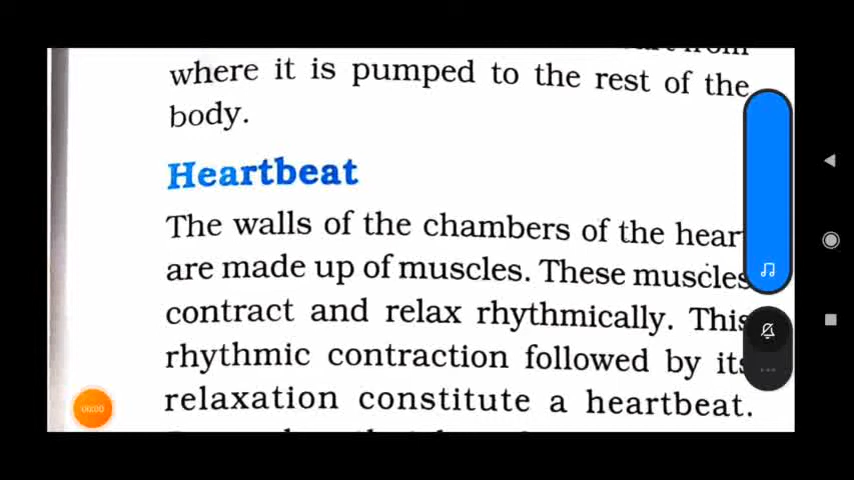 where it is pumped to the rest of the
body.
Heartbeat
The walls of the chambers of the
are made up of muscles. These muscles
contract and relax rhythmically. This
rhythmic contraction followed by its
relaxation constitute a heartbeat.
00:00